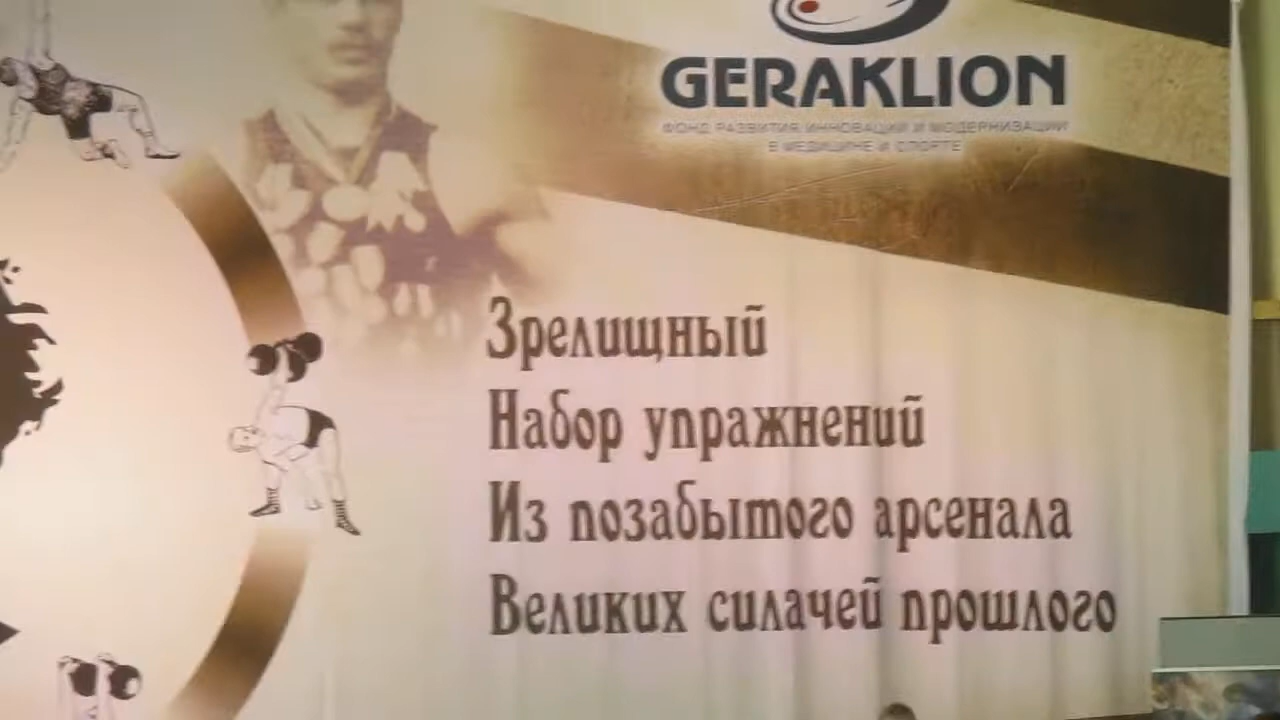 GERAKLION
ФОНД РАЗВИТИЯ ИННОВАЦИЙ И МОДЕРНИЗАЦИИ
В МЕДИЦИНЕ И СПОРТЕ
Зрелищный
Набор упражнений
Из позабытого арсенала
Великих силачей прошлого